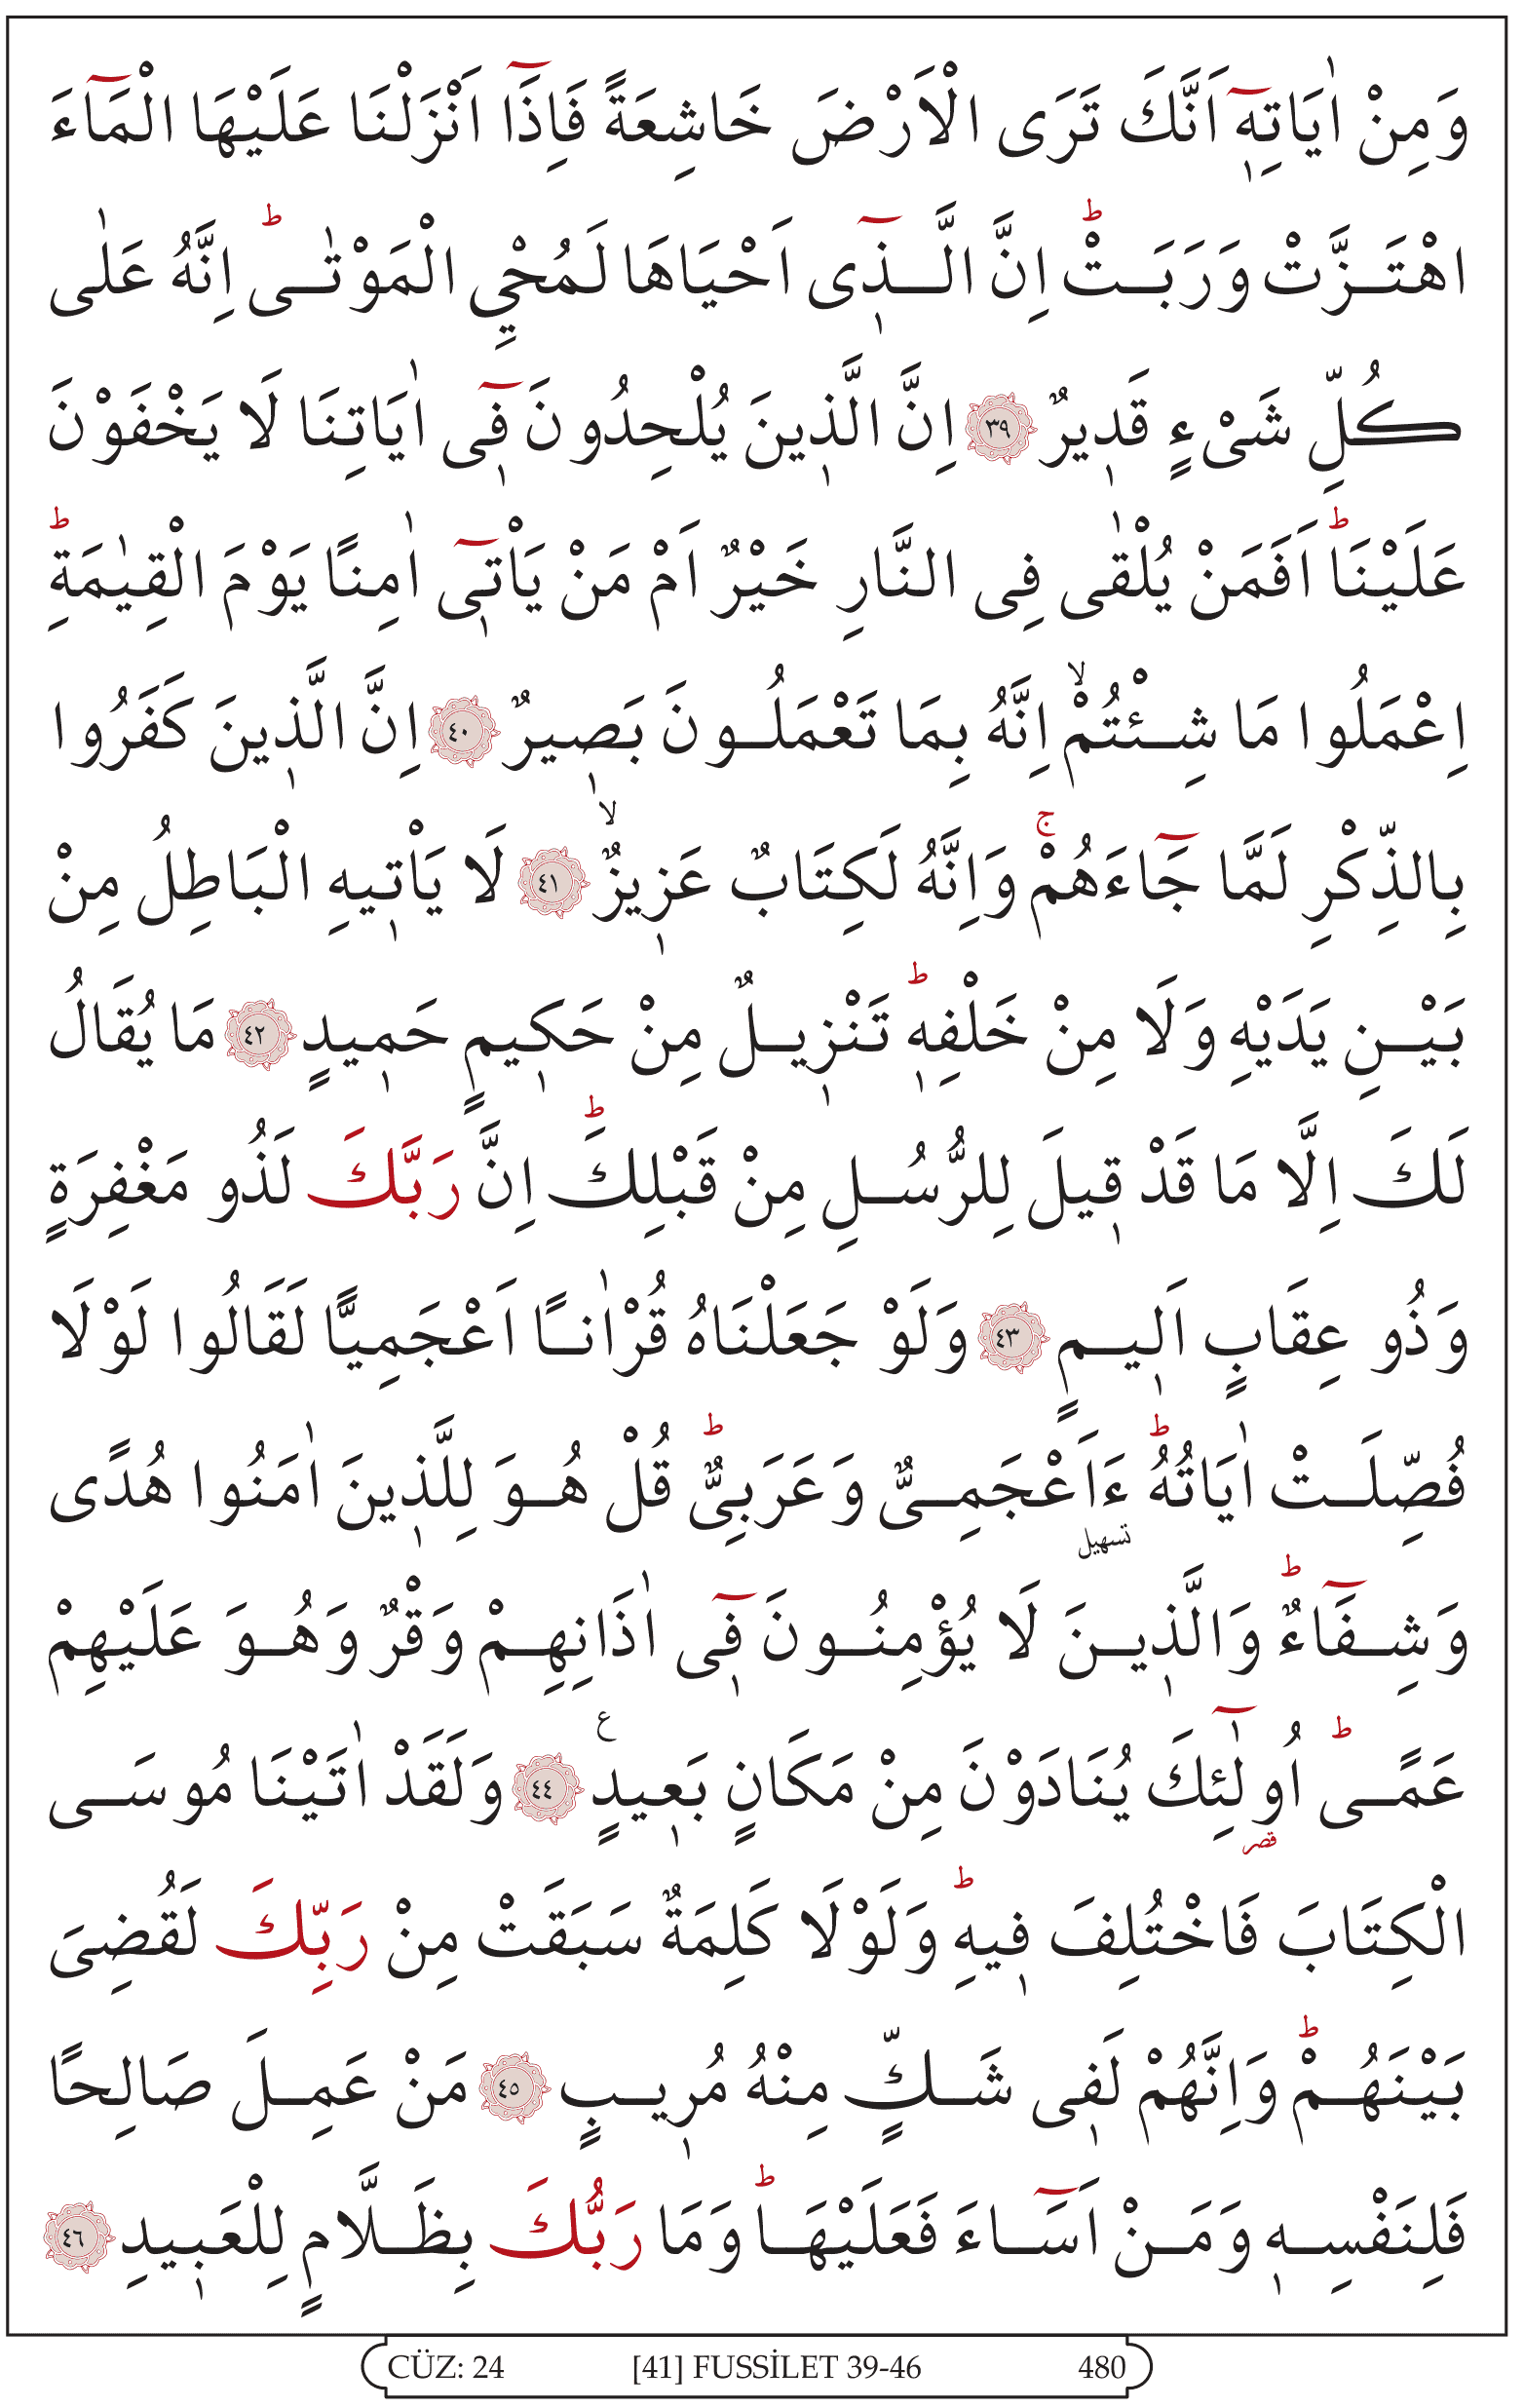 وَمِنْ اٰيَاتِه۪ٓ اَنَّكَ تَرَى الْاَرْضَ خَاشِعَةً فَاِذَٓا اَنْزَلْنَا عَلَيْهَا الْمَٓاءَ
اهْتَزَّتْ وَرَبَتْۜ اِنَّ الَّذ۪ٓي اَحْيَاهَا لَمُحْيِ الْمَوْتٰىۜ اِنَّهُ عَلٰى
كُلِّ شَيْءٍ قَد۪يرٌ ﴿٣٩﴾ اِنَّ الَّذ۪ينَ يُلْحِدُونَ ف۪ٓي اٰيَاتِنَا لَا يَخْفَوْنَ
عَلَيْنَاۜ اَفَمَنْ يُلْقٰى فِي النَّارِ خَيْرٌ اَمْ مَنْ يَأْت۪ٓي اٰمِنًا يَوْمَ الْقِيٰمَةِۜ
اِعْمَلُوا مَا شِئْتُمْۙ اِنَّهُ بِمَا تَعْمَلُونَ بَص۪يرٌ ﴿٤٠﴾ اِنَّ الَّذ۪ينَ كَفَرُوا
بِالذِّكْرِ لَمَّا جَٓاءَهُمْۚ وَاِنَّهُ لَكِتَابٌ عَز۪يزٌۙ ﴿٤١﴾ لَا يَأْت۪يهِ الْبَاطِلُ مِنْ
بَيْنِ يَدَيْهِ وَلَا مِنْ خَلْفِه۪ۜ تَنْز۪يلٌ مِنْ حَك۪يمٍ حَم۪يدٍ ﴿٤٢﴾ مَا يُقَالُ
لَكَ اِلَّا مَا قَدْ ق۪يلَ لِلرُّسُلِ مِنْ قَبْلِكَۜ اِنَّ رَبَّكَ لَذُو مَغْفِرَةٍ
وَذُو عِقَابٍ اَل۪يمٍ ﴿٤٣﴾ وَلَوْ جَعَلْنَاهُ قُرْاٰنًا اَعْجَمِيًّا لَقَالُوا لَوْلَا
فُصِّلَتْ اٰيَاتُهُۜ ءَاَعْجَمِيٌّ وَعَرَبِيٌّۜ قُلْ هُوَ لِلَّذ۪ينَ اٰمَنُوا هُدًى
تسهيل
وَشِفَٓاءٌۜ وَالَّذ۪ينَ لَا يُؤْمِنُونَ ف۪ٓي اٰذَانِهِمْ وَقْرٌ وَهُوَ عَلَيْهِمْ
عَمًىۜ اُو۬لٰٓئِكَ يُنَادَوْنَ مِنْ مَكَانٍ بَع۪يدٍ ع ﴿٤٤﴾ وَلَقَدْ اٰتَيْنَا مُوسَى
قصر
الْكِتَابَ فَاخْتُلِفَ ف۪يهِۜ وَلَوْلَا كَلِمَةٌ سَبَقَتْ مِنْ رَبِّكَ لَقُضِيَ
بَيْنَهُمْۜ وَاِنَّهُمْ لَف۪ي شَكٍّ مِنْهُ مُر۪يبٍ ﴿٤٥﴾ مَنْ عَمِلَ صَالِحًا
فَلِنَفْسِه۪ وَمَنْ اَسَٓاءَ فَعَلَيْهَاۜ وَمَا رَبُّكَ بِظَلَّامٍ لِلْعَب۪يدِ ﴿٤٦﴾
CÜZ: 24 [41] FUSSİLET 39-46 480